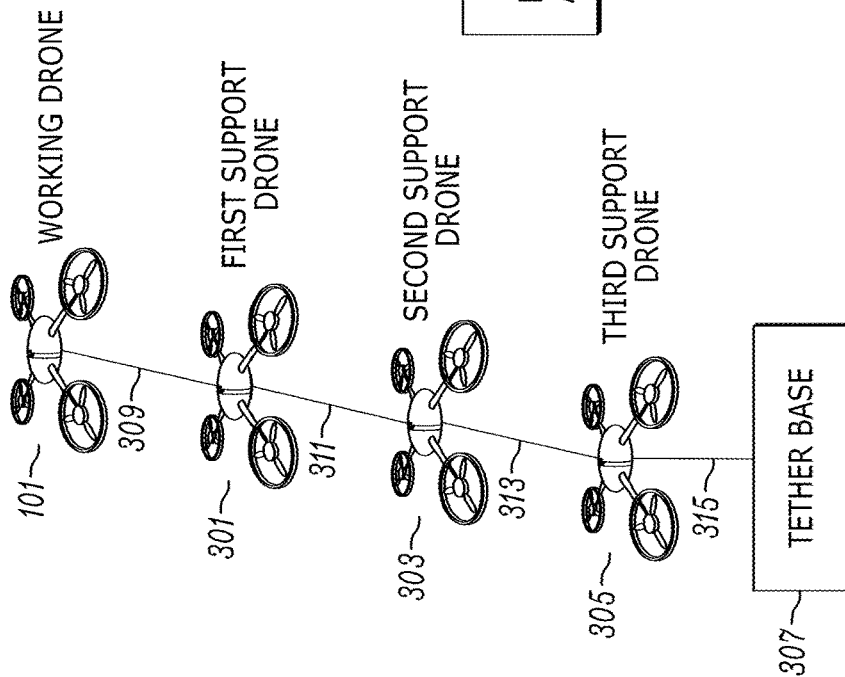 WORKING DRONE
101
309
FIRST SUPPORT
DRONE
301
311
SECOND SUPPORT
DRONE
303
313
THIRD SUPPORT
DRONE
305
315
TETHER BASE
307